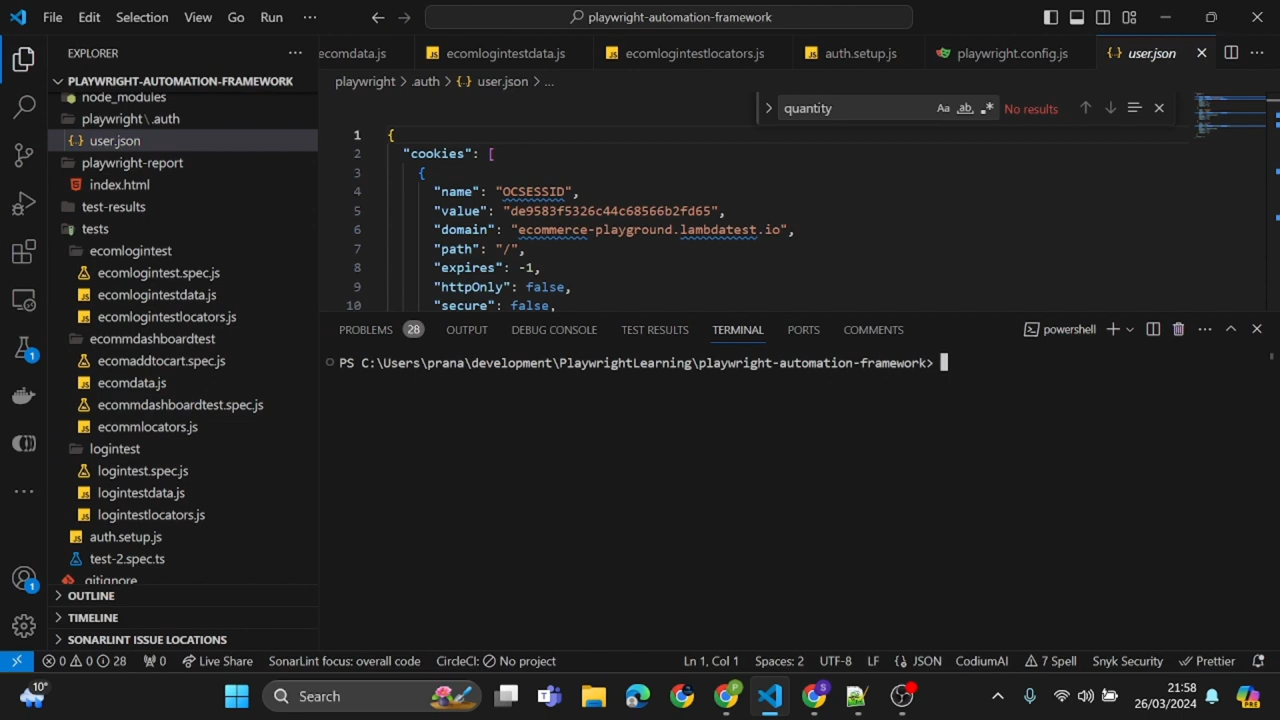 File Edit Selection View Go Run ··· playwright-automation-framework
EXPLORER
ecomdata.js ecomlogintestdata.js ecomlogintestlocators.js auth.setup.js playwright.config.js user.json
playwright > .auth > user.json > ...
PLAYWRIGHT-AUTOMATION-FRAMEWORK
node_modules
playwright \ .auth
user.json
playwright-report
index.html
test-results
tests
ecomlogintest
ecomlogintest.spec.js
ecomlogintestdata.js
ecomlogintestlocators.js
ecommdashboardtest
ecomaddtocart.spec.js
ecomdata.js
ecommdashboardtest.spec.js
ecommlocators.js
logintest
logintest.spec.js
logintestdata.js
logintestlocators.js
auth.setup.js
test-2.spec.ts
.gitignore
OUTLINE
TIMELINE
SONARLINT ISSUE LOCATIONS
quantity Aa ab No results
1 {
2 "cookies": [
3 {
4 "name": "OCSESSID",
5 "value": "de9583f5326c44c68566b2fd65",
6 "domain": "ecommerce-playground.lambdatest.io",
7 "path": "/",
8 "expires": -1,
9 "httpOnly": false,
10 "secure": false,
PROBLEMS 28 OUTPUT DEBUG CONSOLE TEST RESULTS TERMINAL PORTS COMMENTS powershell
PS C:\Users\prana\development\PlaywrightLearning\playwright-automation-framework>
1
1
0 0 28 0 Live Share SonarLint focus: overall code CircleCI: No project Ln 1, Col 1 Spaces: 2 UTF-8 LF JSON CodiumAI 7 Spell Snyk Security Prettier
10° Search 21:58
26/03/2024